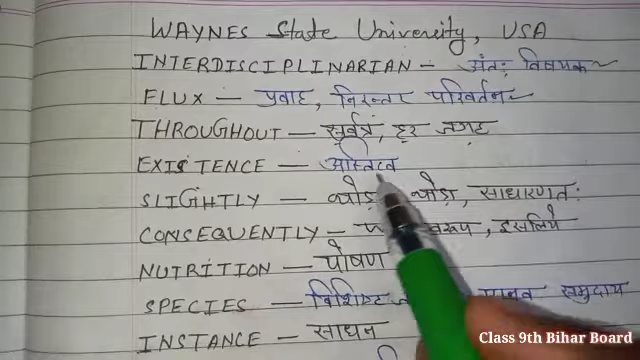 WAYNES State University, USA
INTERDISCIPLINARIAN - अंतः विषयक
FLUX - प्रवाह, निरन्तर परिवर्तन
THROUGHOUT - सर्वत्र, हर जगह
EXISTENCE - अस्तित्व
SLIGHTLY - थोड़ा थोड़ा, साधारणतः
CONSEQUENTLY - इसलिये
NUTRITION - पोषण
SPECIES - विशिष्ट मानव समुदाय
INSTANCE - साधन
Class 9th Bihar Board